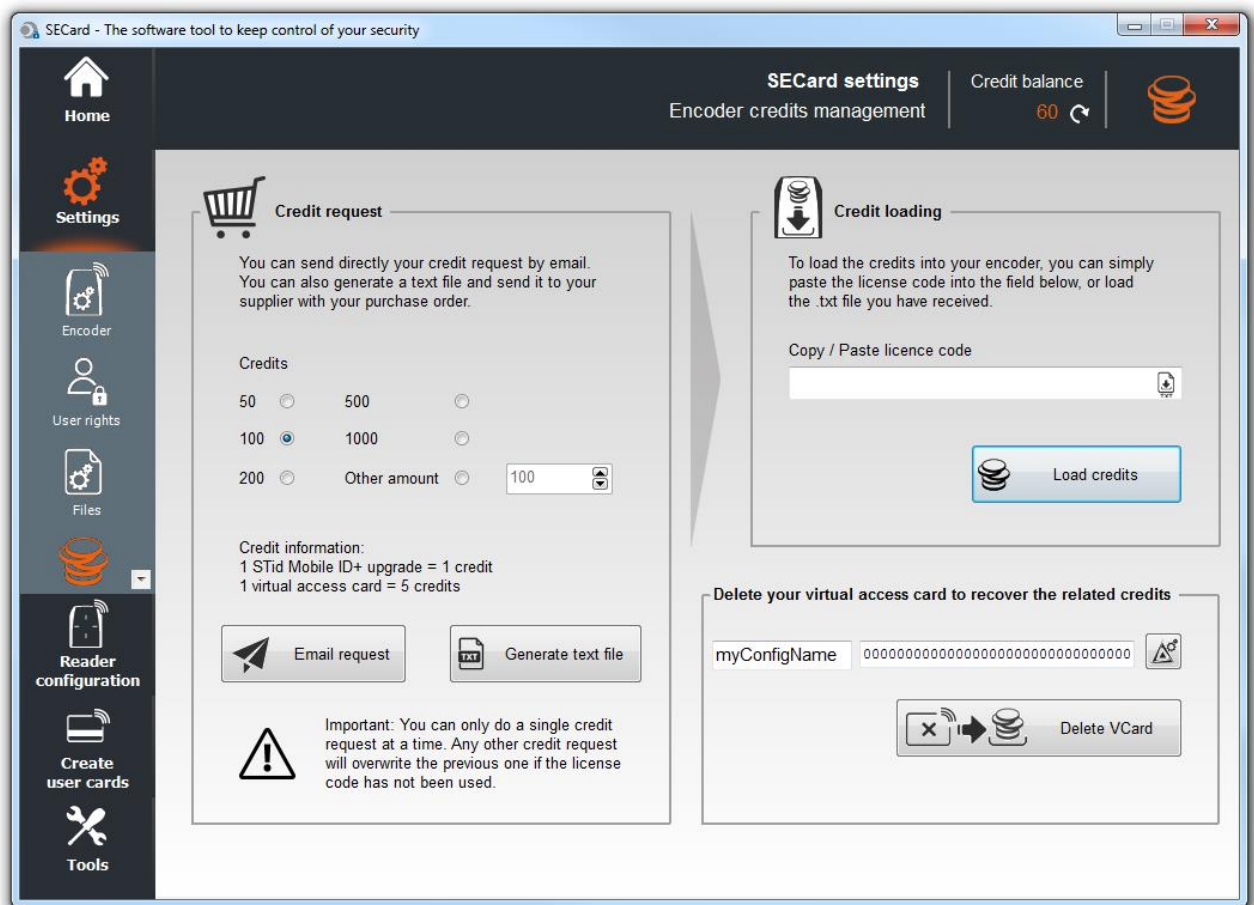 SECard - The software tool to keep control of your security
Home
SECard settings
Encoder credits management
Credit balance
60
Settings
Encoder
User rights
Files
Reader
configuration
Create
user cards
Tools
Credit request
You can send directly your credit request by email.
You can also generate a text file and send it to your
supplier with your purchase order.
Credits
50
500
100
1000
200
Other amount
100
Credit information:
1 STid Mobile ID+ upgrade = 1 credit
1 virtual access card = 5 credits
Email request
TXT
Generate text file
Important: You can only do a single credit
request at a time. Any other credit request
will overwrite the previous one if the license
code has not been used.
Credit loading
To load the credits into your encoder, you can simply
paste the license code into the field below, or load
the .txt file you have received.
Copy / Paste licence code
TXT
Load credits
Delete your virtual access card to recover the related credits
myConfigName
00000000000000000000000000000000
Delete VCard